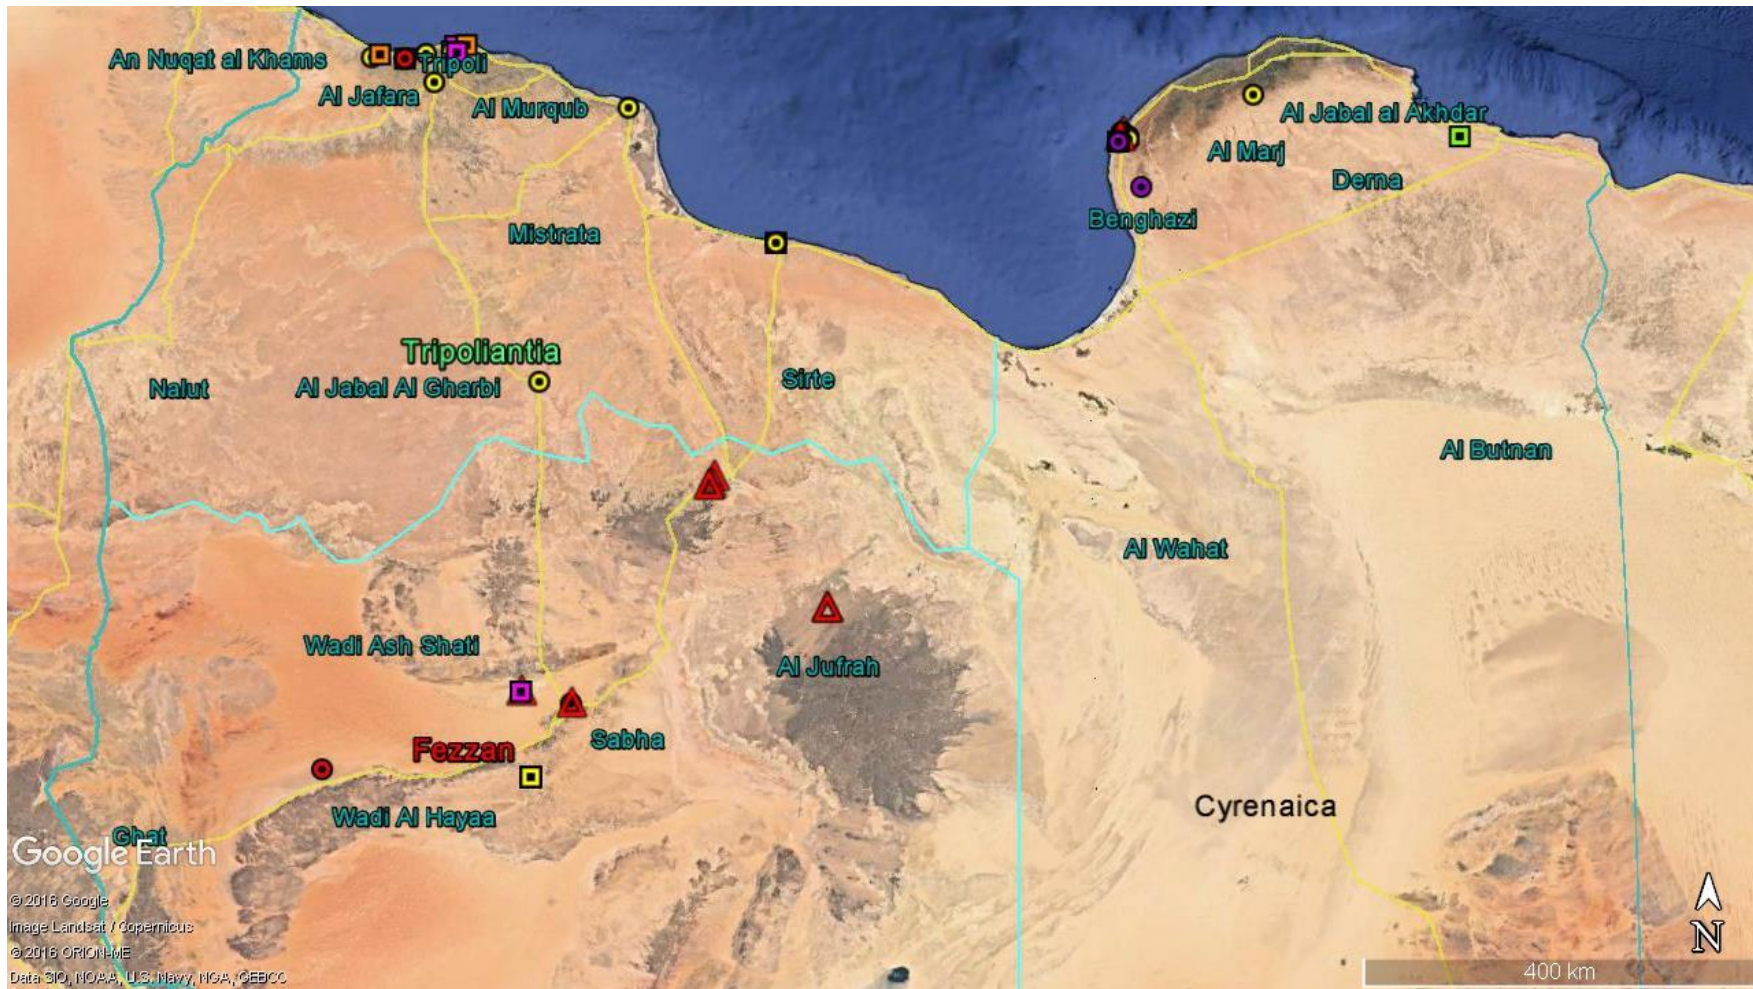 An Nuqat al Khams
Tripoli
Al Jafara
Al Murqub
Al Jabal al Akhdar
Al Marj
Derna
Benghazi
Mistrata
Tripoliantia
Nalut
Al Jabal Al Gharbi
Sirte
Al Butnan
Al Wahat
Wadi Ash Shati
Al Jufrah
Sabha
Fezzan
Wadi Al Hayaa
Cyrenaica
Ghat
Google Earth
© 2016 Google
Image Landsat / Copernicus
© 2016 ORION-ME
Data SIO, NOAA, U.S. Navy, NGA, GEBCO
N
400 km